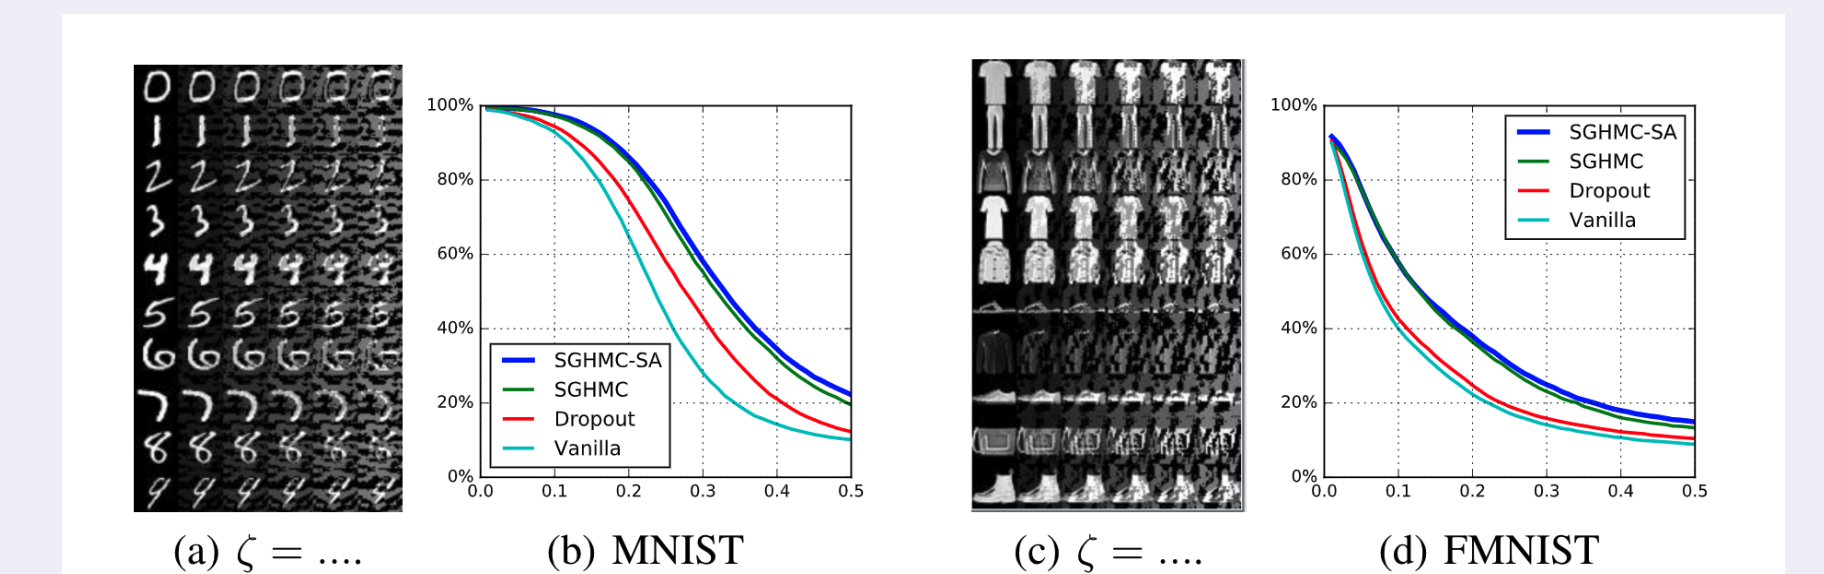 100%
80%
60%
40%
20%
0%
0.0 0.1 0.2 0.3 0.4 0.5
SGHMC-SA
SGHMC
Dropout
Vanilla
100%
80%
60%
40%
20%
0%
0.0 0.1 0.2 0.3 0.4 0.5
SGHMC-SA
SGHMC
Dropout
Vanilla
(a) ζ = .... (b) MNIST (c) ζ = .... (d) FMNIST